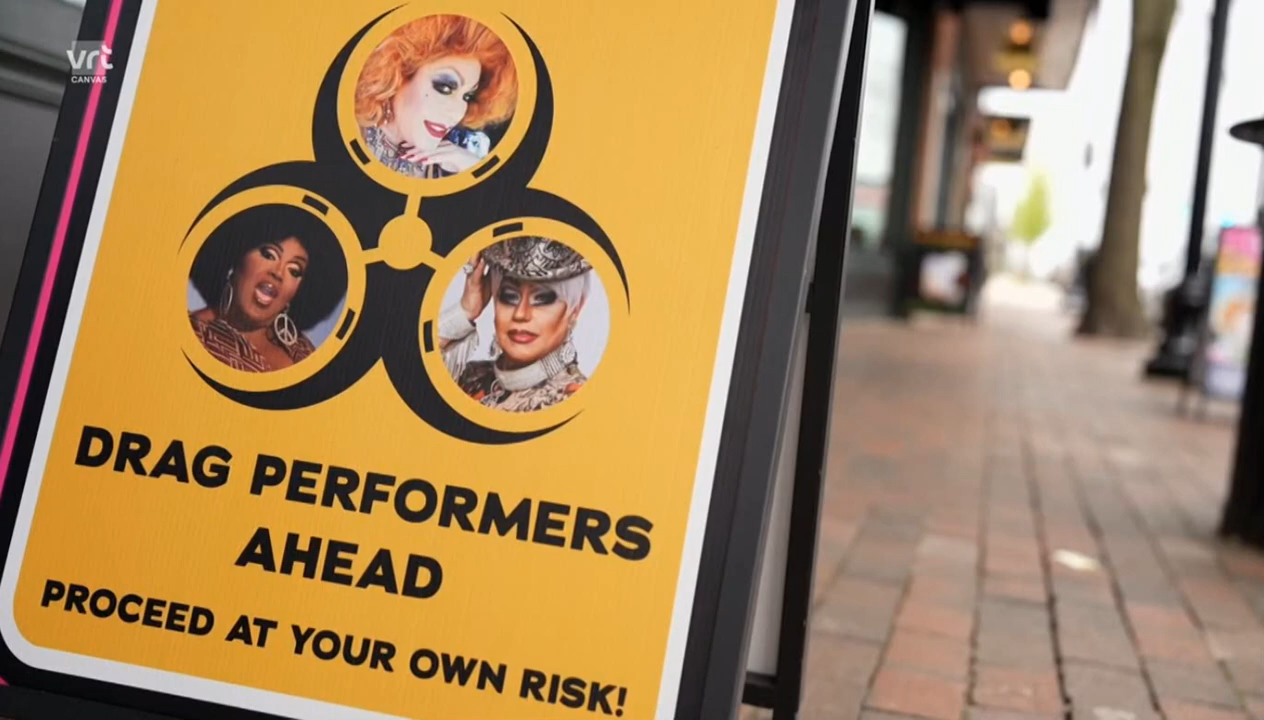 vrt
CANVAS
DRAG PERFORMERS
AHEAD
PROCEED AT YOUR OWN RISK!